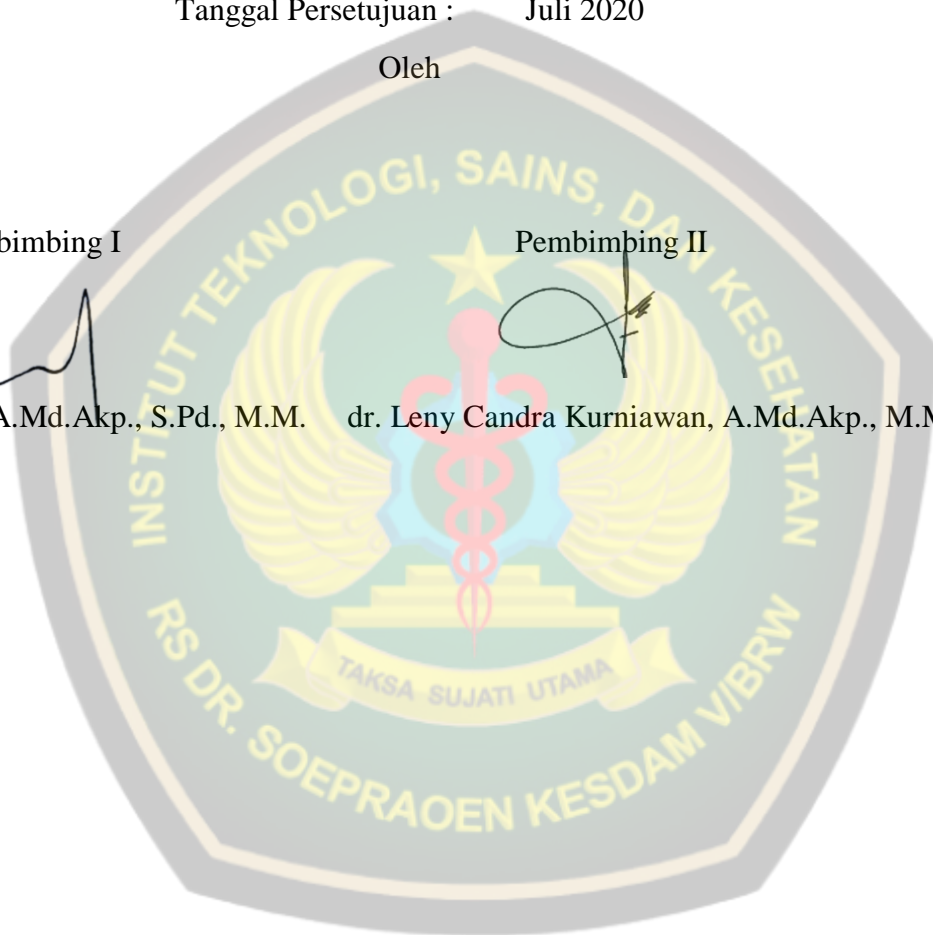 Tanggal Persetujuan : Juli 2020
Oleh
bimbing I Pembimbing II
A.Md.Akp., S.Pd., M.M. dr. Leny Candra Kurniawan, A.Md.Akp., M.M
INSTITUT TEKNOLOGI, SAINS, DAN KESEHATAN
TAKSA SUJATI UTAMA
RS DR. SOEPRAOEN KESDAM V/BRW